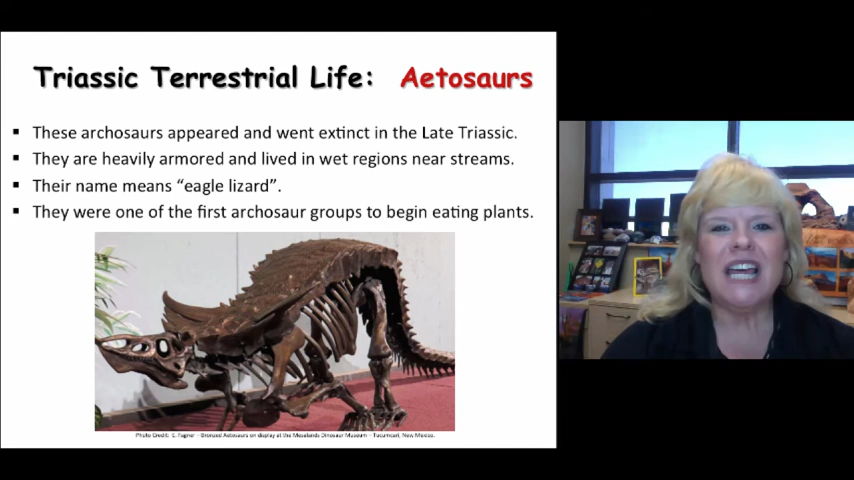 Triassic Terrestrial Life: Aetosaurs
▪ These archosaurs appeared and went extinct in the Late Triassic.
▪ They are heavily armored and lived in wet regions near streams.
▪ Their name means “eagle lizard”.
▪ They were one of the first archosaur groups to begin eating plants.
Photo Credit: E. Fagner - Bronzed Aetosaurs on display at the Mesalands Dinosaur Museum – Tucumcari, New Mexico.